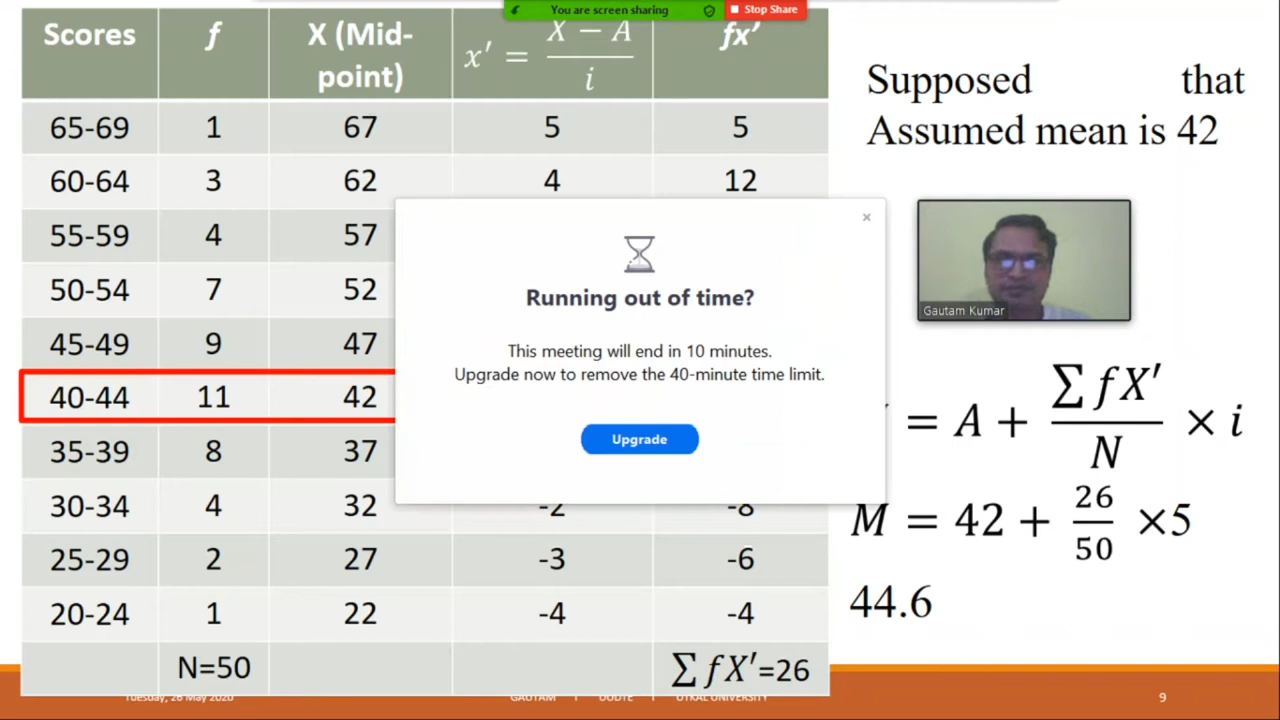 You are screen sharing Stop Share
Scores f X (Mid-point) x′ = X − A / i fx′
65-69 1 67 5 5
60-64 3 62 4 12
55-59 4 57
50-54 7 52
45-49 9 47
40-44 11 42
35-39 8 37
30-34 4 32 -2 -8
25-29 2 27 -3 -6
20-24 1 22 -4 -4
N=50 ∑ fX′=26
Supposed that
Assumed mean is 42
Gautam Kumar
Running out of time?
This meeting will end in 10 minutes.
Upgrade now to remove the 40-minute time limit.
Upgrade
= A + ∑ fX′ / N × i
M = 42 + 26 / 50 ×5
44.6
Tuesday, 26 May 2020 GAUTAM UTKAL UNIVERSITY 9